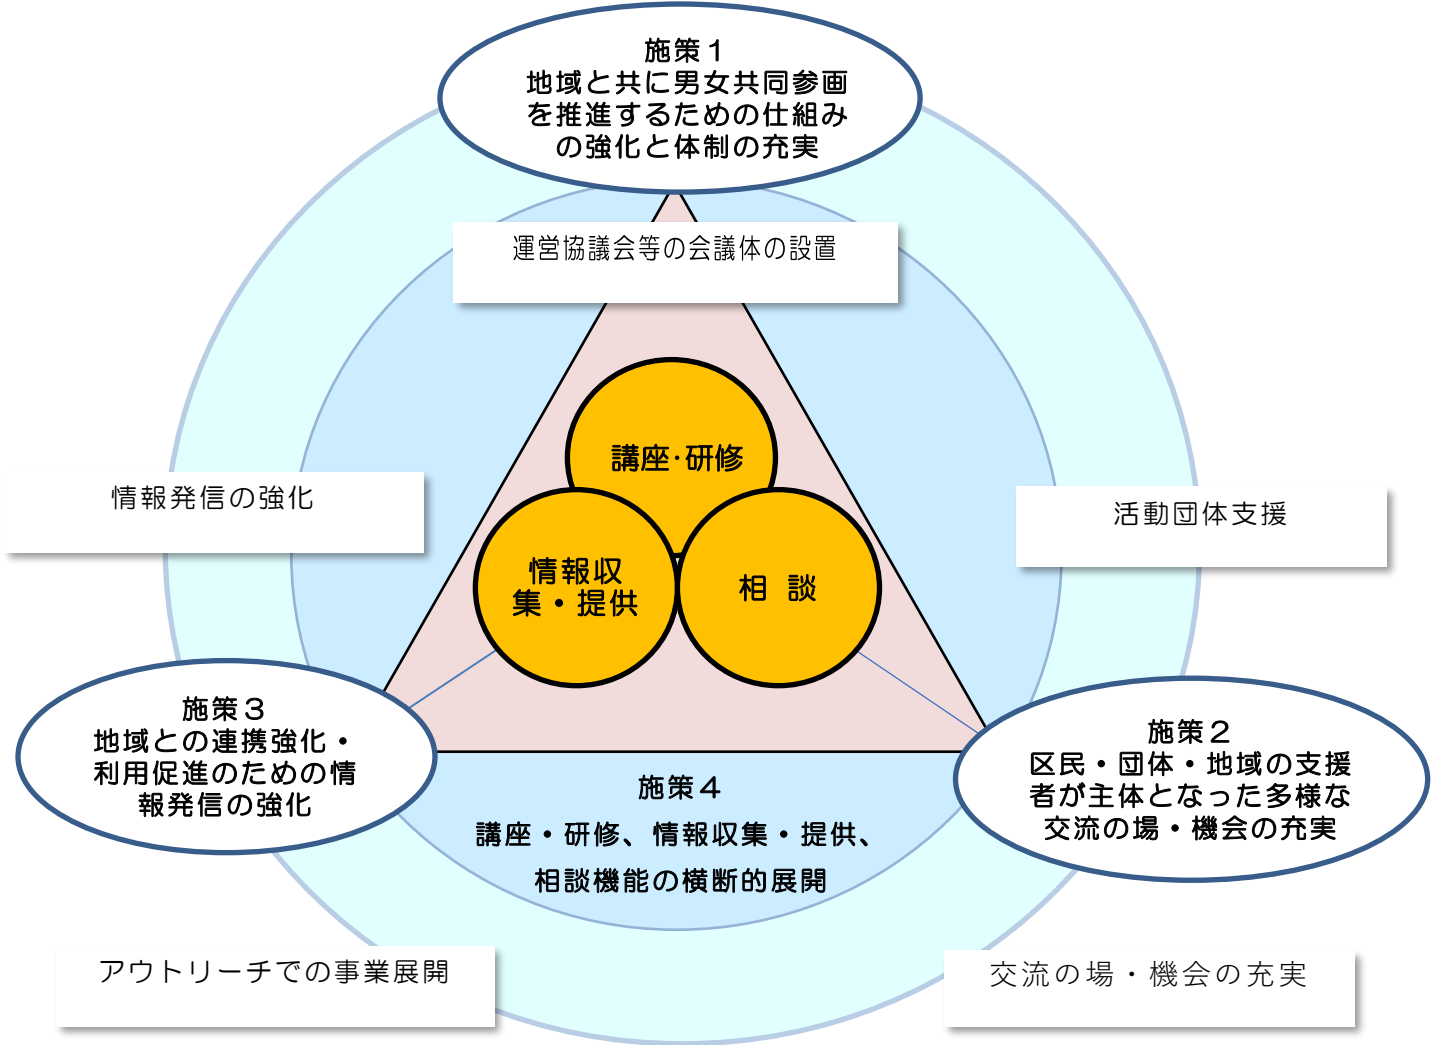 施策１
地域と共に男女共同参画
を推進するための仕組み
の強化と体制の充実
運営協議会等の会議体の設置
講座・研修
情報発信の強化
活動団体支援
情報収
集・提供
相 談
施策３
地域との連携強化・
利用促進のための情
報発信の強化
施策２
区民・団体・地域の支援
者が主体となった多様な
交流の場・機会の充実
施策４
講座・研修、情報収集・提供、
相談機能の横断的展開
アウトリーチでの事業展開
交流の場・機会の充実